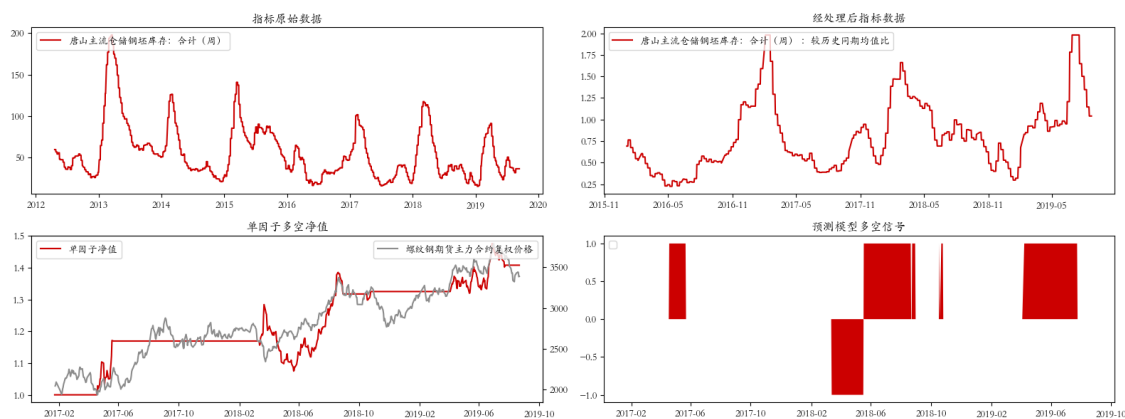 指标原始数据
唐山主流仓储钢坯库存：合计（周）
200
150
100
50
2012 2013 2014 2015 2016 2017 2018 2019 2020
经处理后指标数据
唐山主流仓储钢坯库存：合计（周）：较历史同期均值比
2.00
1.75
1.50
1.25
1.00
0.75
0.50
0.25
2015-11 2016-05 2016-11 2017-05 2017-11 2018-05 2018-11 2019-05
单因子多空净值
单因子净值
螺纹钢期货主力合约复权价格
1.5
1.4
1.3
1.2
1.1
1.0
3500
3000
2500
2000
2017-02 2017-06 2017-10 2018-02 2018-06 2018-10 2019-02 2019-06 2019-10
预测模型多空信号
1.0
0.5
0.0
−0.5
−1.0
2017-02 2017-06 2017-10 2018-02 2018-06 2018-10 2019-02 2019-06 2019-10